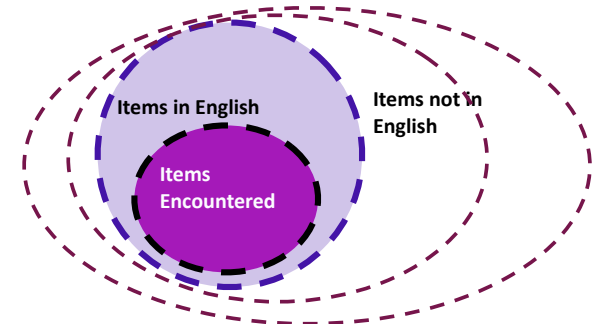 Items in English
Items not in
English
Items
Encountered